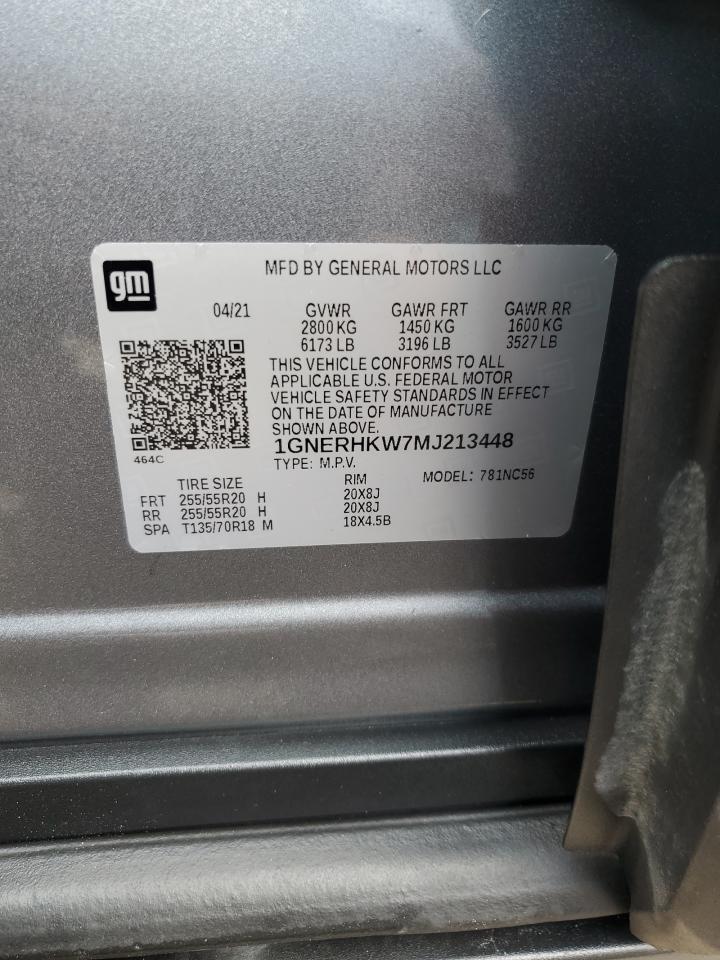 gm
MFD BY GENERAL MOTORS LLC
04/21 GVWR GAWR FRT GAWR RR
2800 KG 1450 KG 1600 KG
6173 LB 3196 LB 3527 LB
THIS VEHICLE CONFORMS TO ALL
APPLICABLE U.S. FEDERAL MOTOR
VEHICLE SAFETY STANDARDS IN EFFECT
ON THE DATE OF MANUFACTURE
SHOWN ABOVE.
1GNERHKW7MJ213448
464C
TYPE: M.P.V. MODEL: 781NC56
TIRE SIZE RIM
FRT 255/55R20 H 20X8J
RR 255/55R20 H 20X8J
SPA T135/70R18 M 18X4.5B